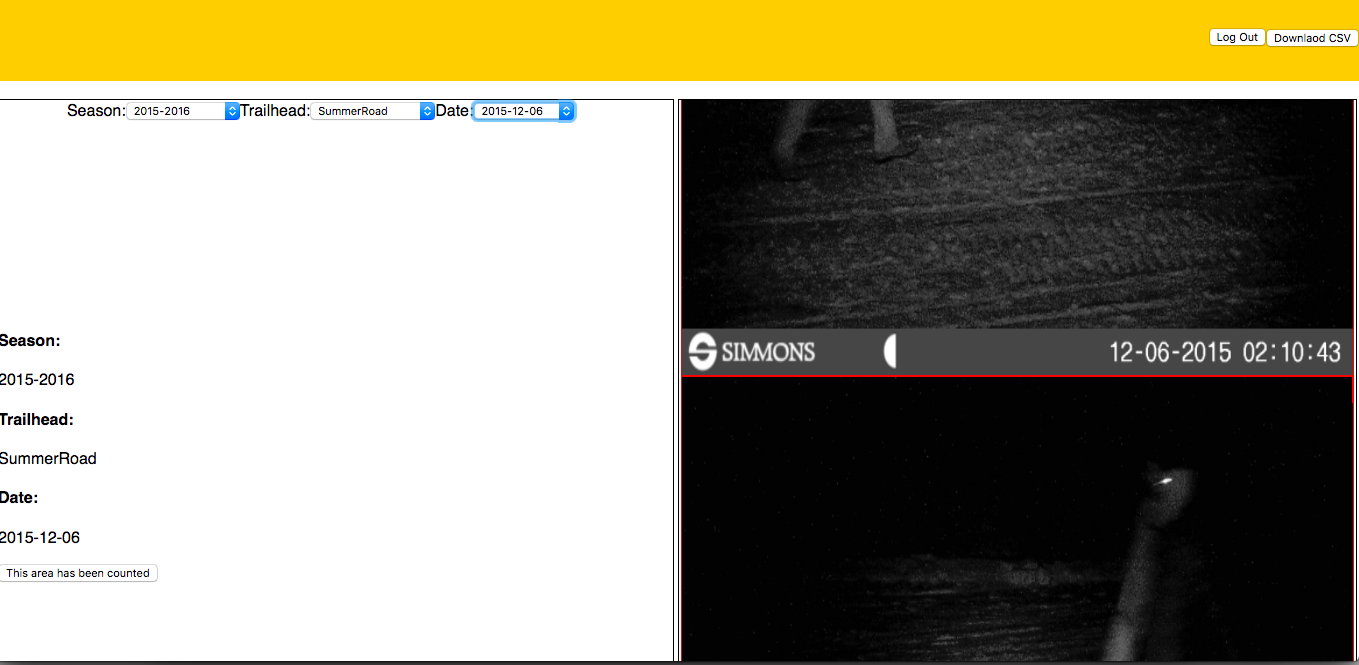 Log Out Downlaod CSV
Season: 2015-2016 Trailhead: SummerRoad Date: 2015-12-06
Season:
2015-2016
Trailhead:
SummerRoad
Date:
2015-12-06
This area has been counted
SIMMONS 12-06-2015 02:10:43